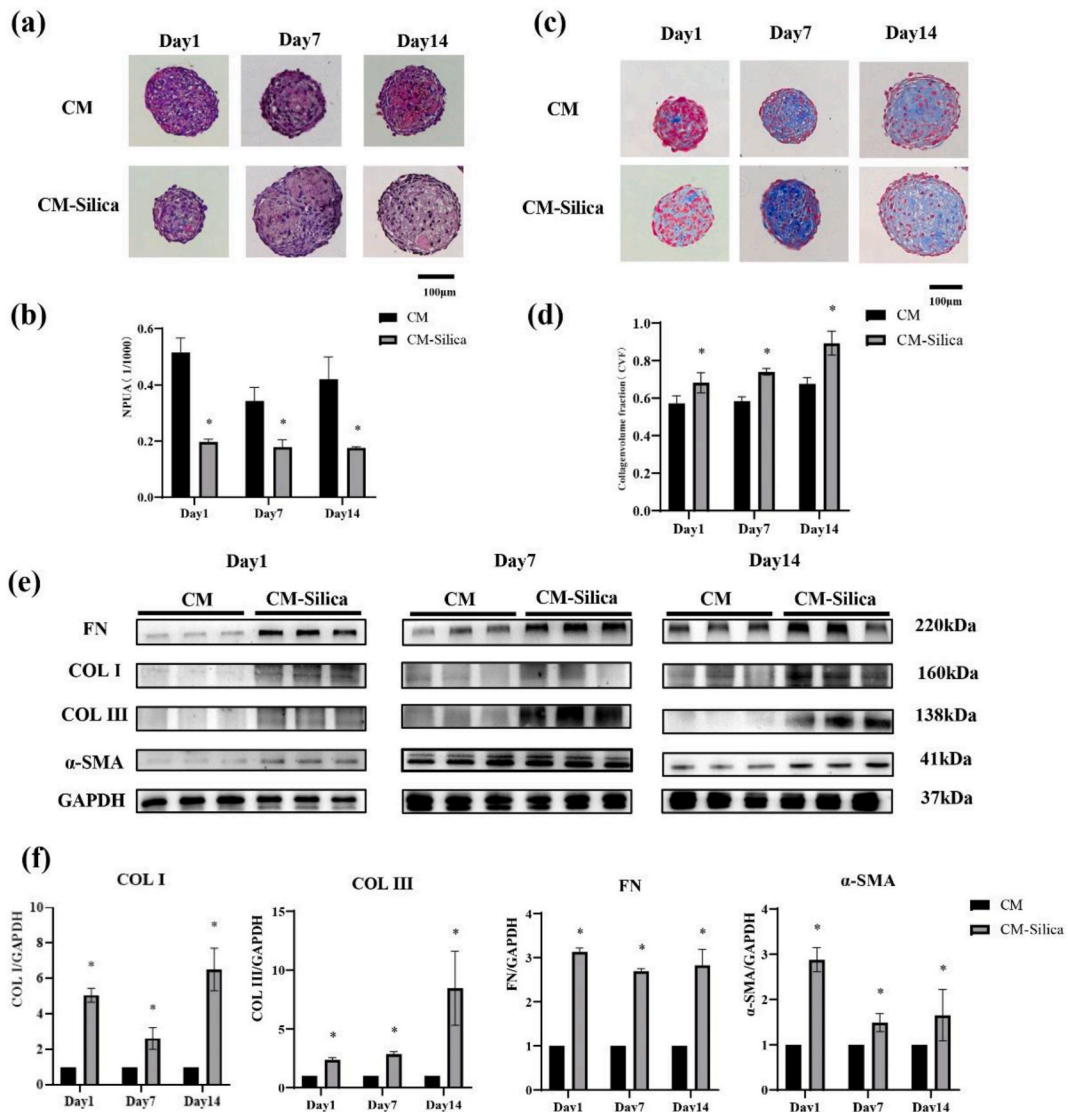 (a)
Day1 Day7 Day14
CM
CM-Silica
100μm
(c)
Day1 Day7 Day14
CM
CM-Silica
100μm
(b)
CM
CM-Silica
NPUA（1/1000）
0.6
0.4
0.2
0.0
* * *
Day1 Day7 Day14
(d)
CM
CM-Silica
Collagenvolume fraction（CVF）
1.0
0.8
0.6
0.4
0.2
0.0
* * *
Day1 Day7 Day14
(e)
Day1 Day7 Day14
CM CM-Silica CM CM-Silica CM CM-Silica
FN 220kDa
COL I 160kDa
COL III 138kDa
α-SMA 41kDa
GAPDH 37kDa
(f)
COL I
COL I/GAPDH
10
8
6
4
2
0
* * *
Day1 Day7 Day14
COL III
COL III/GAPDH
15
10
5
0
* * *
Day1 Day7 Day14
FN
FN/GAPDH
4
3
2
1
0
* * *
Day1 Day7 Day14
α-SMA
α-SMA/GAPDH
4
3
2
1
0
* * *
Day1 Day7 Day14
CM
CM-Silica